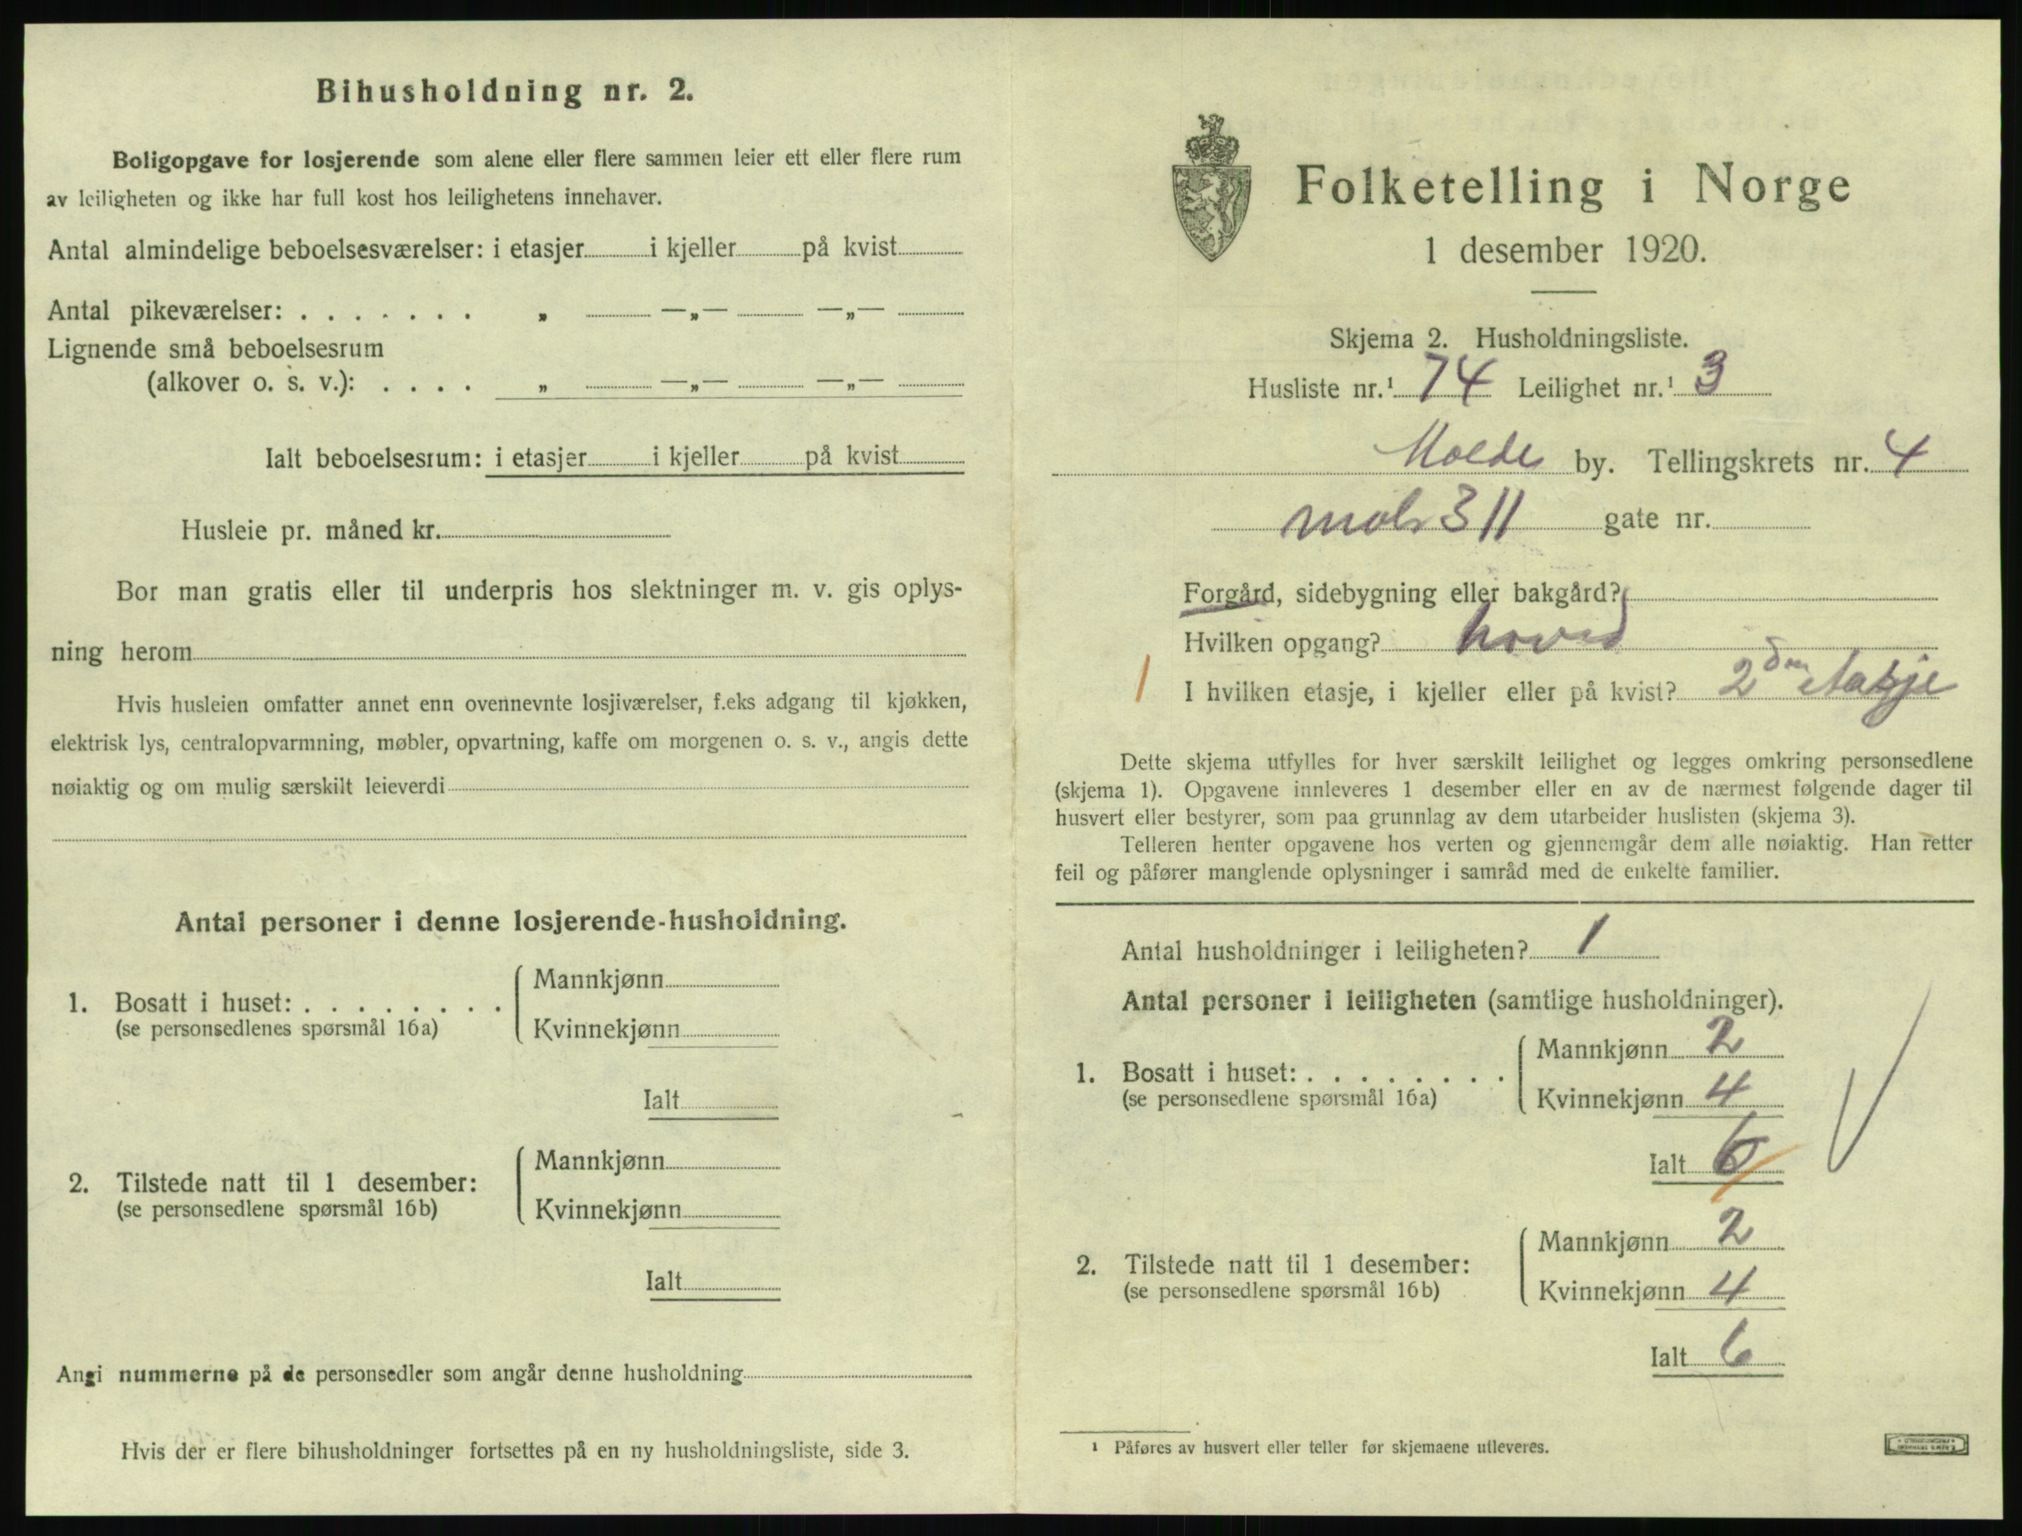 Bihusholdning nr. 2.
Boligopgave for losjerende som alene eller flere sammen leier ett eller flere rum
av leiligheten og ikke har full kost hos leilighetens innehaver.
Antal almindelige beboelsesværelser: i etasjer i kjeller på kvist
Antal pikeværelser: . . . . . . . „ —„— —„—
Lignende små beboelsesrum
(alkover o. s. v.): . . . . „ —„— —„—
Ialt beboelsesrum: i etasjer i kjeller på kvist
Husleie pr. måned kr.
Bor man gratis eller til underpris hos slektninger m. v. gis oplys-
ning herom
Hvis husleien omfatter annet enn ovennevnte losjiværelser, f.eks adgang til kjøkken,
elektrisk lys, centralopvarmning, møbler, opvartning, kaffe om morgenen o. s. v., angis dette
nøiaktig og om mulig særskilt leieverdi
Antal personer i denne losjerende-husholdning.
1. Bosatt i huset: . . . . . . . .
(se personsedlenes spørsmål 16a)
Mannkjønn
Kvinnekjønn
Ialt
2. Tilstede natt til 1 desember:
(se personsedlene spørsmål 16b)
Mannkjønn
Kvinnekjønn
Ialt
Angi nummerne på de personsedler som angår denne husholdning
Hvis der er flere bihusholdninger fortsettes på en ny husholdningsliste, side 3.
Folketelling i Norge
1 desember 1920.
Skjema 2. Husholdningsliste.
Husliste nr.¹ 74 Leilighet nr.¹ 3
Molde by. Tellingskrets nr. 4
311 gate nr.
Forgård, sidebygning eller bakgård?
Hvilken opgang? hoved
1 I hvilken etasje, i kjeller eller på kvist? 2den etasje
Dette skjema utfylles for hver særskilt leilighet og legges omkring personsedlene
(skjema 1). Opgavene innleveres 1 desember eller en av de nærmest følgende dager til
husvert eller bestyrer, som paa grunnlag av dem utarbeider huslisten (skjema 3).
Telleren henter opgavene hos verten og gjennemgår dem alle nøiaktig. Han retter
feil og påfører manglende oplysninger i samråd med de enkelte familier.
Antal husholdninger i leiligheten? 1
Antal personer i leiligheten (samtlige husholdninger).
1. Bosatt i huset: . . . . . . . .
(se personsedlene spørsmål 16a)
Mannkjønn 2
Kvinnekjønn 4
Ialt 6
2. Tilstede natt til 1 desember:
(se personsedlene spørsmål 16b)
Mannkjønn 2
Kvinnekjønn 4
Ialt 6
¹ Påføres av husvert eller teller før skjemaene utleveres.